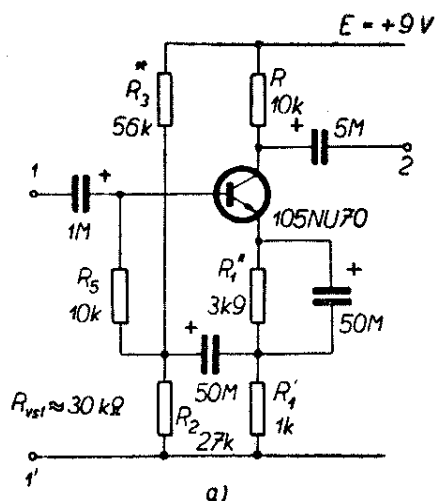 E = +9 V
R3*
56k
R
10k
+
5M
2
1
+
1M
105NU70
R5
10k
R1*
3k9
+
50M
+
50M
Rvst ≈ 30 kΩ
R2
27k
R1'
1k
1'
a)